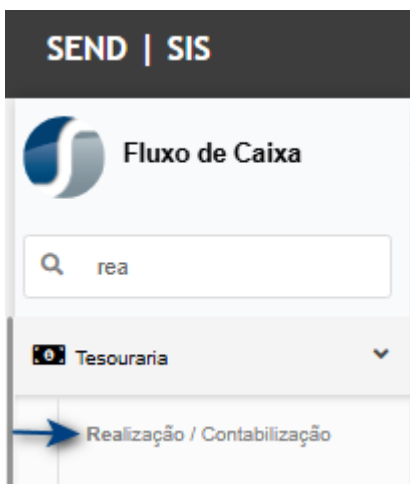 SEND | SIS
Fluxo de Caixa
rea
Tesouraria
Realização / Contabilização